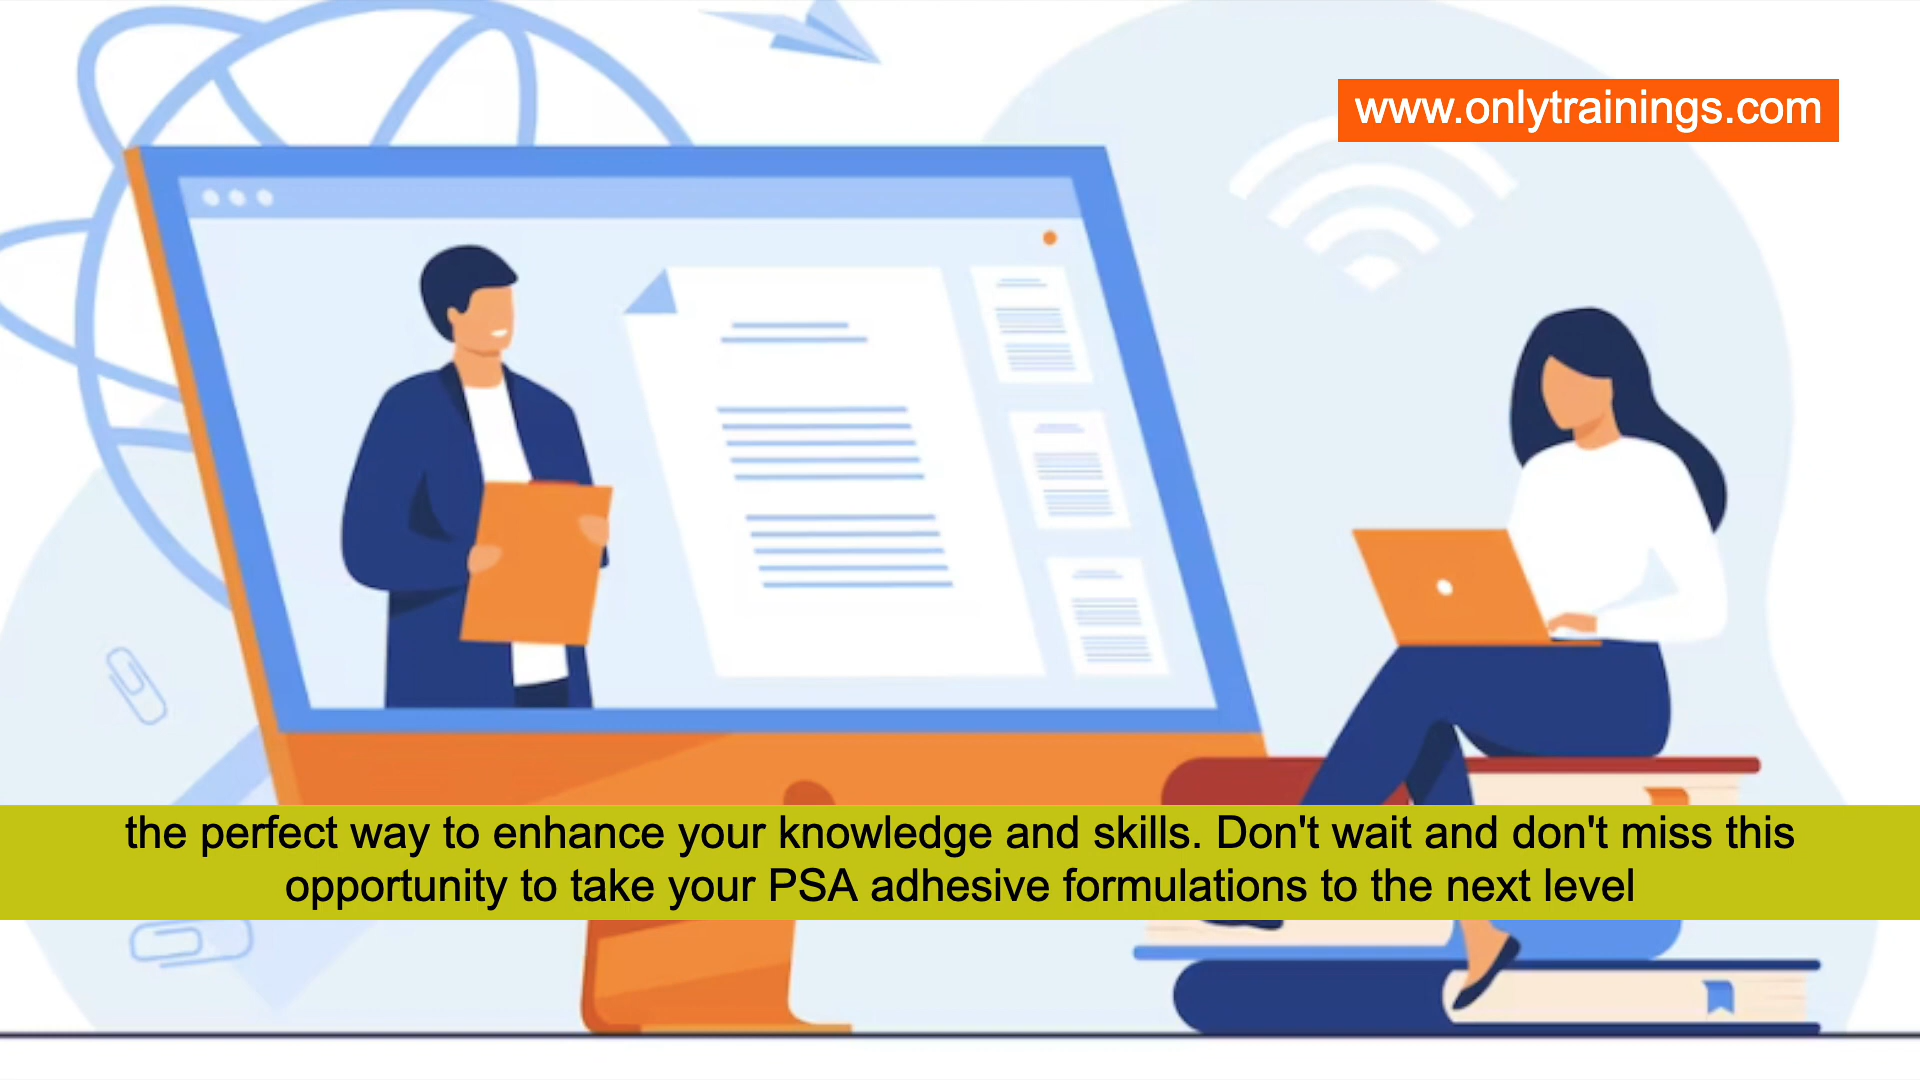 www.onlytrainings.com
the perfect way to enhance your knowledge and skills. Don't wait and don't miss this
opportunity to take your PSA adhesive formulations to the next level